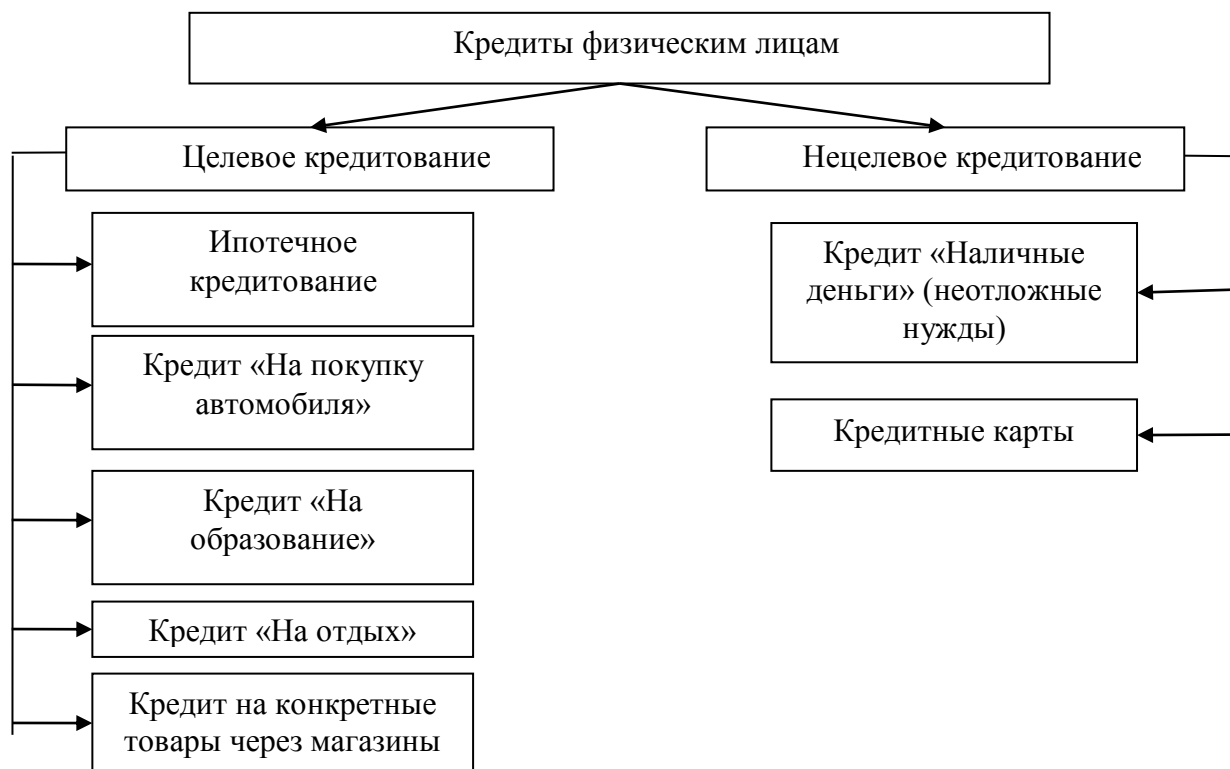 Кредиты физическим лицам
Целевое кредитование
Нецелевое кредитование
Ипотечное
кредитование
Кредит «На покупку
автомобиля»
Кредит «На
образование»
Кредит «На отдых»
Кредит на конкретные
товары через магазины
Кредит «Наличные
деньги» (неотложные
нужды)
Кредитные карты